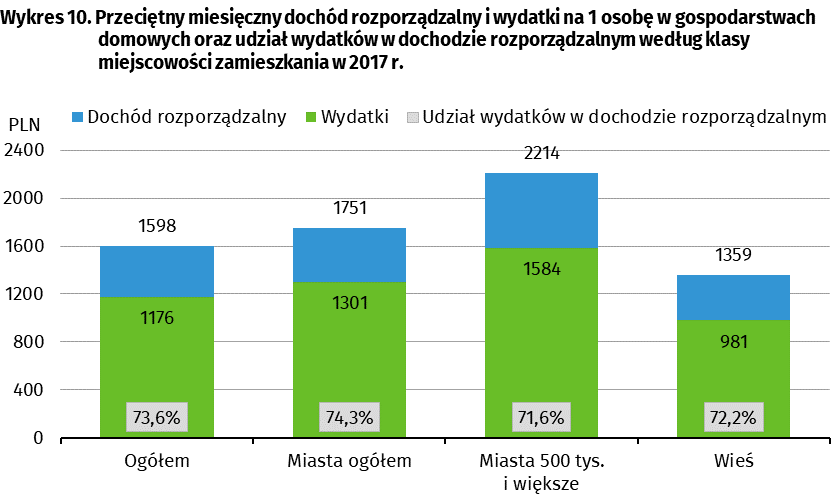 Wykres 10. Przeciętny miesięczny dochód rozporządzalny i wydatki na 1 osobę w gospodarstwach
domowych oraz udział wydatków w dochodzie rozporządzalnym według klasy
miejscowości zamieszkania w 2017 r.
Dochód rozporządzalny Wydatki Udział wydatków w dochodzie rozporządzalnym
PLN
2400
2000
1600
1200
800
400
0
1598
1751
2214
1359
1176
1301
1584
981
73,6%
74,3%
71,6%
72,2%
Ogółem
Miasta ogółem
Miasta 500 tys.
i większe
Wieś